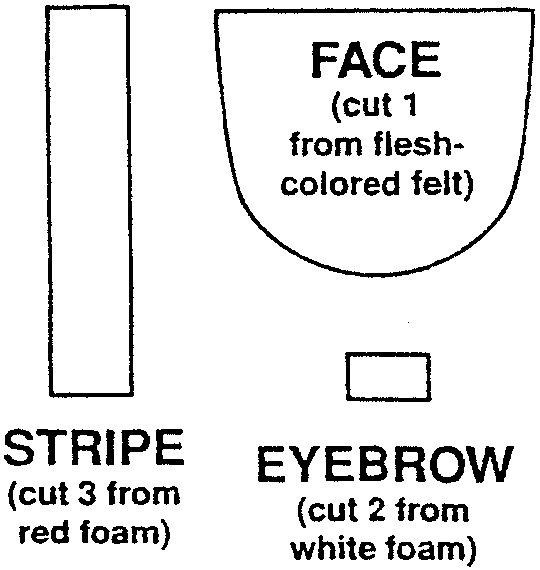 FACE
(cut 1
from flesh-
colored felt)
STRIPE
(cut 3 from
red foam)
EYEBROW
(cut 2 from
white foam)